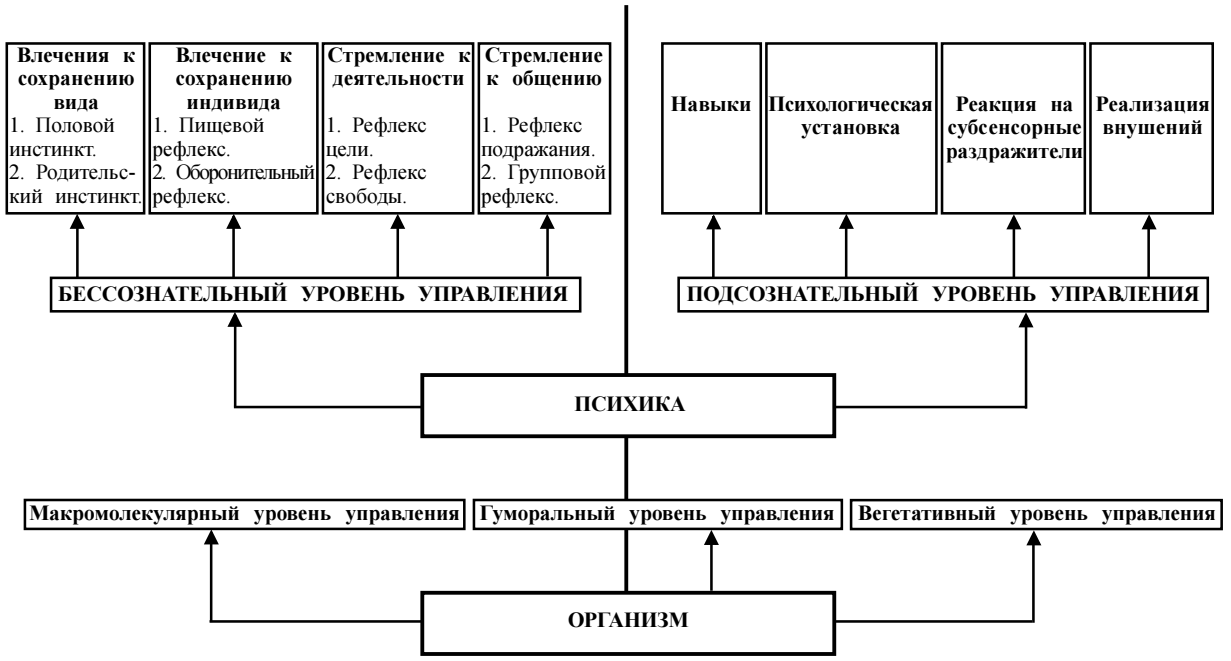 Влечения к
сохранению
вида
1. Половой
инстинкт.
2. Родительс-
кий инстинкт.
Влечение к
сохранению
индивида
1. Пищевой
рефлекс.
2. Оборонительный
рефлекс.
Стремление к
деятельности
1. Рефлекс
цели.
2. Рефлекс
свободы.
Стремление
к общению
1. Рефлекс
подражания.
2. Групповой
рефлекс.
Навыки
Психологическая
установка
Реакция на
субсенсорные
раздражители
Реализация
внушений
БЕССОЗНАТЕЛЬНЫЙ УРОВЕНЬ УПРАВЛЕНИЯ
ПОДСОЗНАТЕЛЬНЫЙ УРОВЕНЬ УПРАВЛЕНИЯ
ПСИХИКА
Макромолекулярный уровень управления
Гуморальный уровень управления
Вегетативный уровень управления
ОРГАНИЗМ